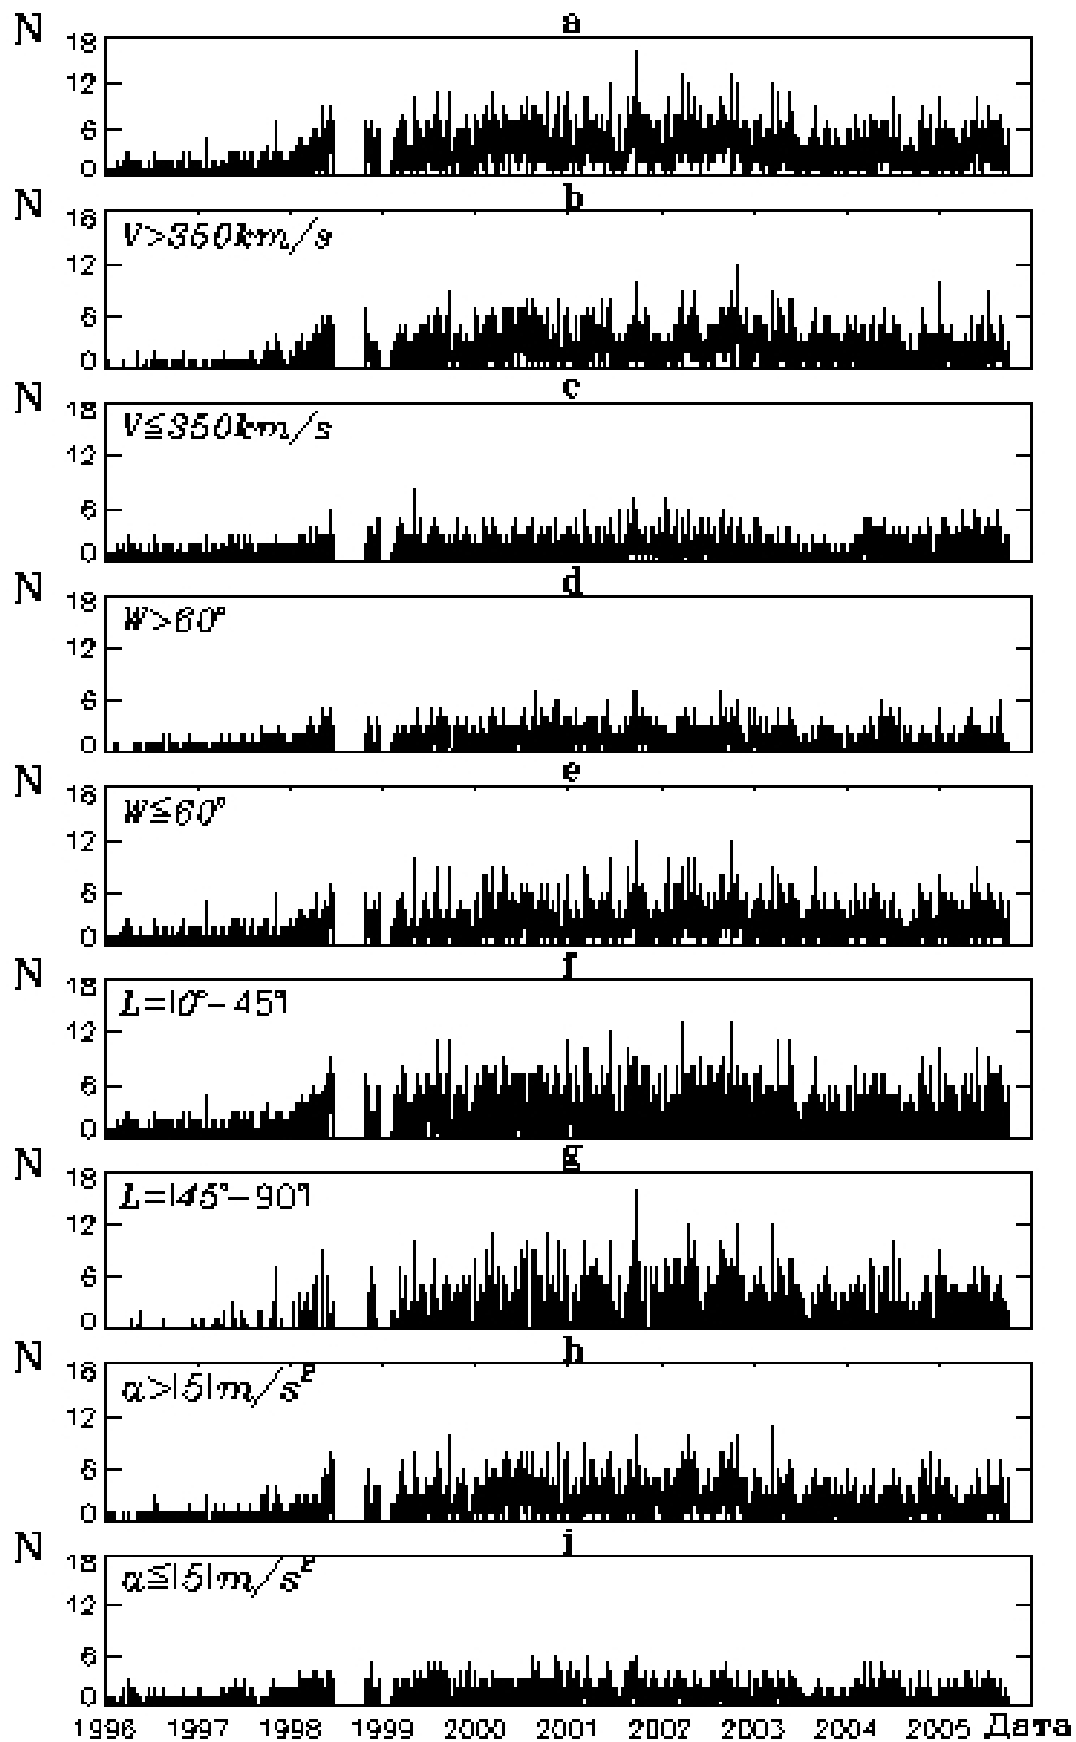 N a
18
12
6
0
N b
18
V>350km/s
12
6
0
N c
18
V≦350km/s
12
6
0
N d
18
W>60°
12
6
0
N e
18
W≦60°
12
6
0
N f
18
L=|0°–45°|
12
6
0
N g
18
L=|45°–90°|
12
6
0
N h
18
α>|5|m/s²
12
6
0
N i
18
α≦|5|m/s²
12
6
0
1996 1997 1998 1999 2000 2001 2002 2003 2004 2005 Дата